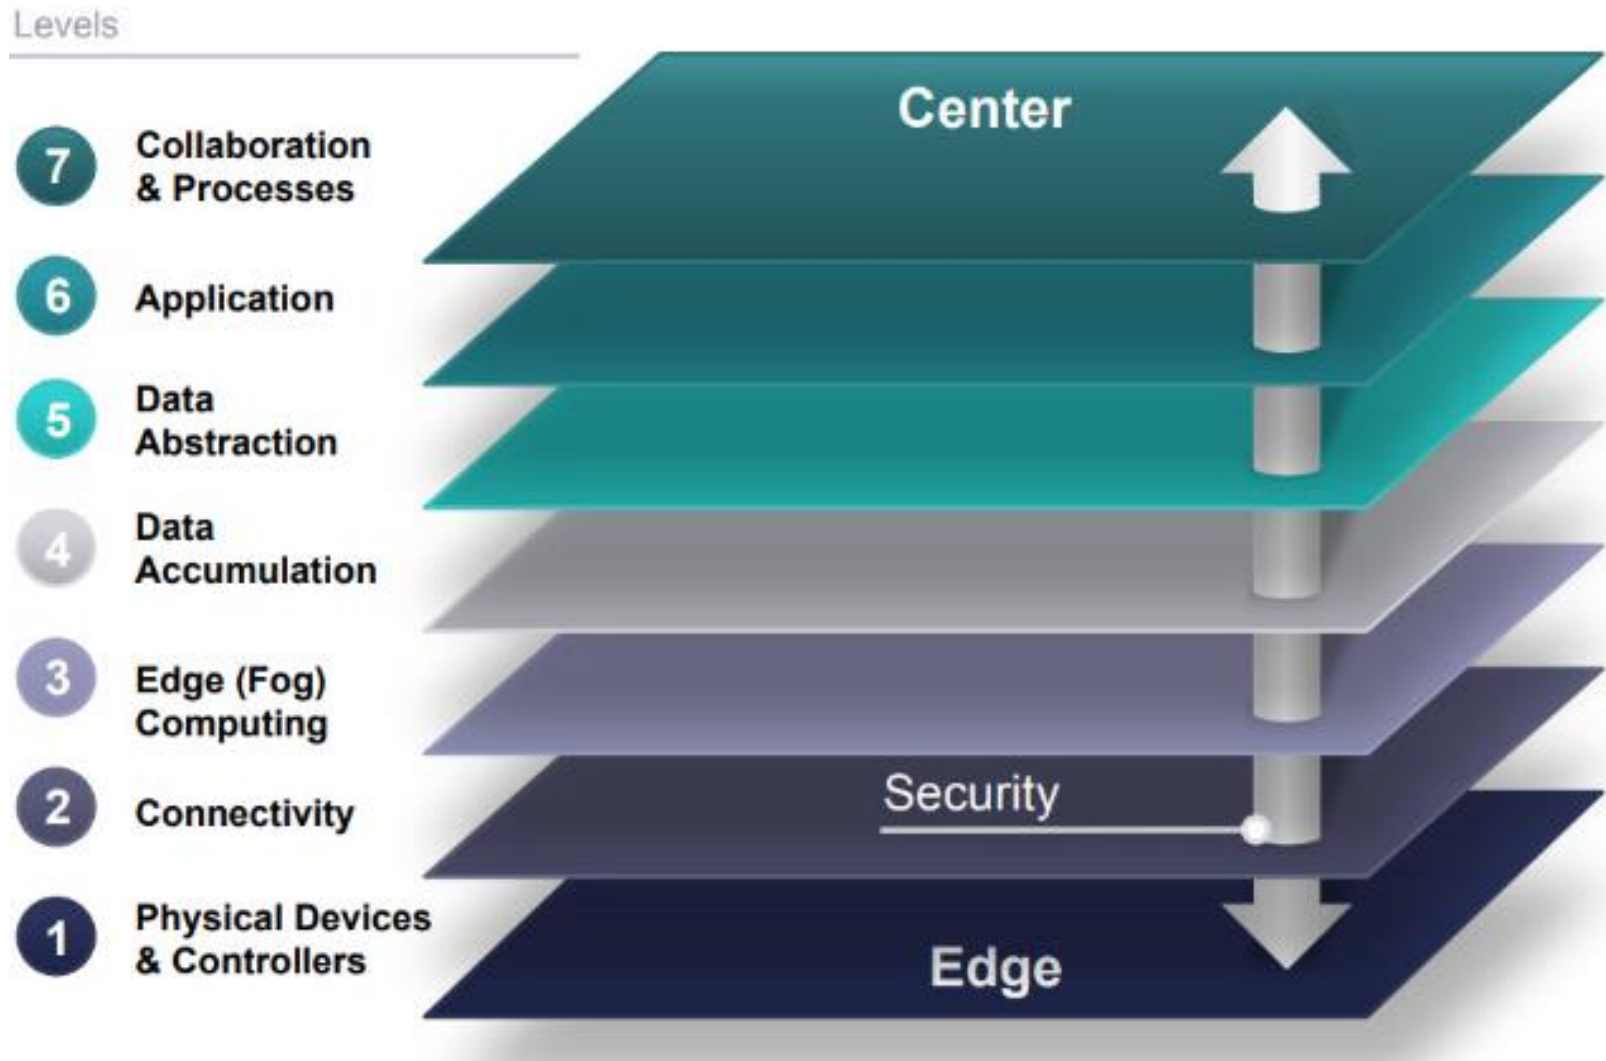 Levels
Center
7
Collaboration
& Processes
6
Application
5
Data
Abstraction
4
Data
Accumulation
3
Edge (Fog)
Computing
2
Connectivity
Security
1
Physical Devices
& Controllers
Edge